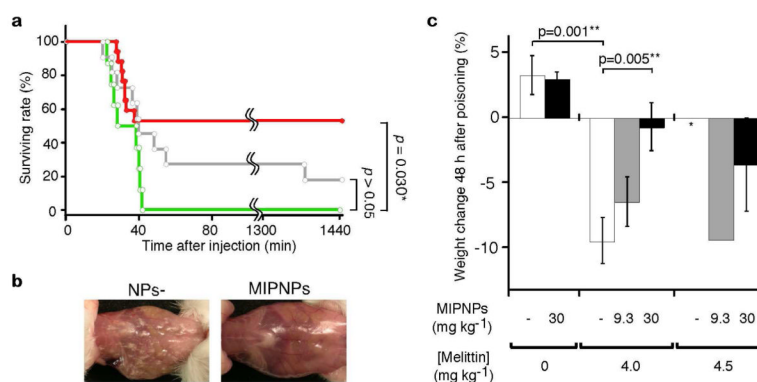 a
Surviving rate (%)
100
80
60
40
20
0
0 40 80 1300 1440
Time after injection (min)
p > 0.05
p = 0.030*
b
NPs- MIPNPs
c
Weight change 48 h after poisoning (%)
5
0
-5
-10
p=0.001**
p=0.005**
*
MIPNPs
(mg kg-1)
- 30 - 9.3 30 - 9.3 30
[Melittin]
(mg kg-1)
0 4.0 4.5